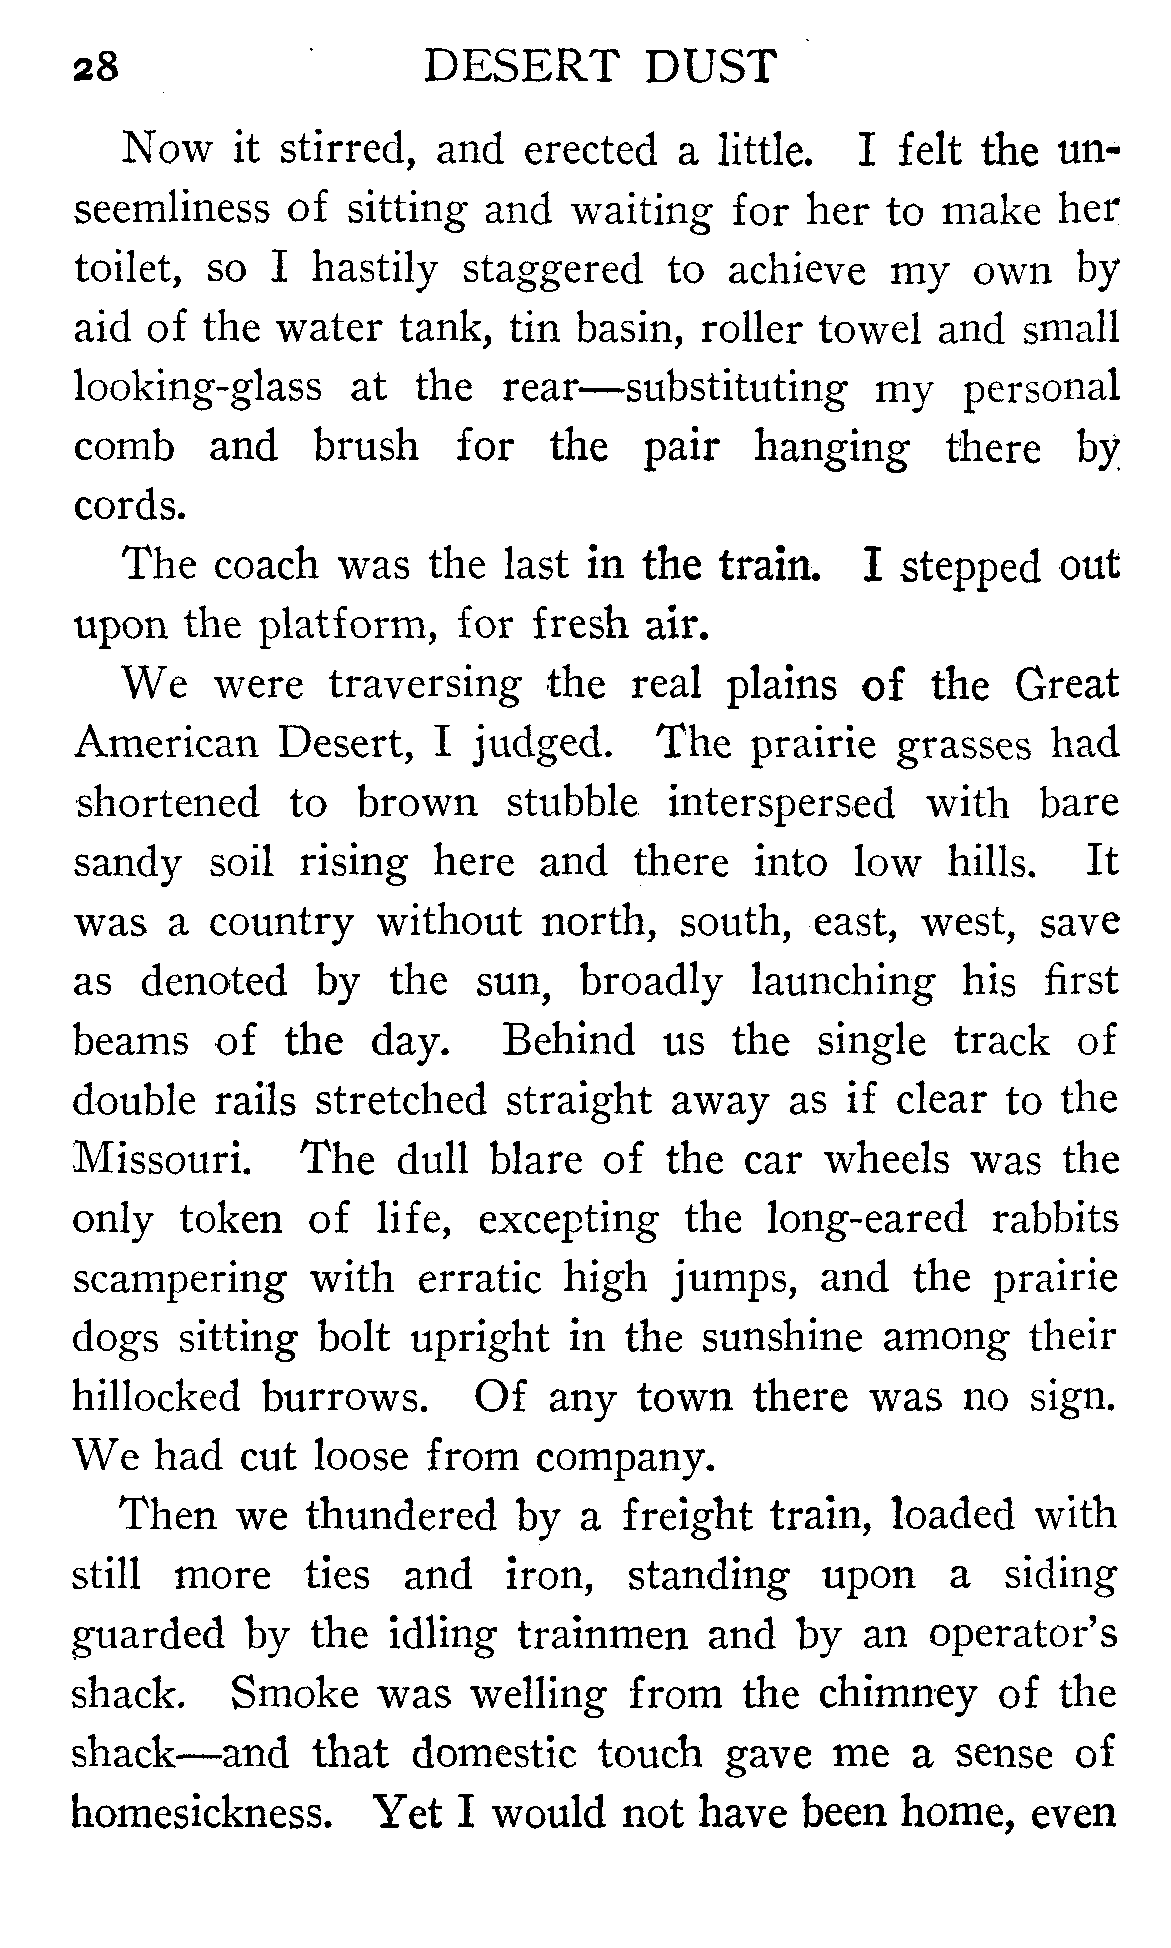 28 DESERT DUST
Now it stirred, and erected a little. I felt the un-
seemliness of sitting and waiting for her to make her
toilet, so I hastily staggered to achieve my own by
aid of the water tank, tin basin, roller towel and small
looking-glass at the rear—substituting my personal
comb and brush for the pair hanging there by
cords.
The coach was the last in the train. I stepped out
upon the platform, for fresh air.
We were traversing the real plains of the Great
American Desert, I judged. The prairie grasses had
shortened to brown stubble interspersed with bare
sandy soil rising here and there into low hills. It
was a country without north, south, east, west, save
as denoted by the sun, broadly launching his first
beams of the day. Behind us the single track of
double rails stretched straight away as if clear to the
Missouri. The dull blare of the car wheels was the
only token of life, excepting the long-eared rabbits
scampering with erratic high jumps, and the prairie
dogs sitting bolt upright in the sunshine among their
hillocked burrows. Of any town there was no sign.
We had cut loose from company.
Then we thundered by a freight train, loaded with
still more ties and iron, standing upon a siding
guarded by the idling trainmen and by an operator's
shack. Smoke was welling from the chimney of the
shack—and that domestic touch gave me a sense of
homesickness. Yet I would not have been home, even